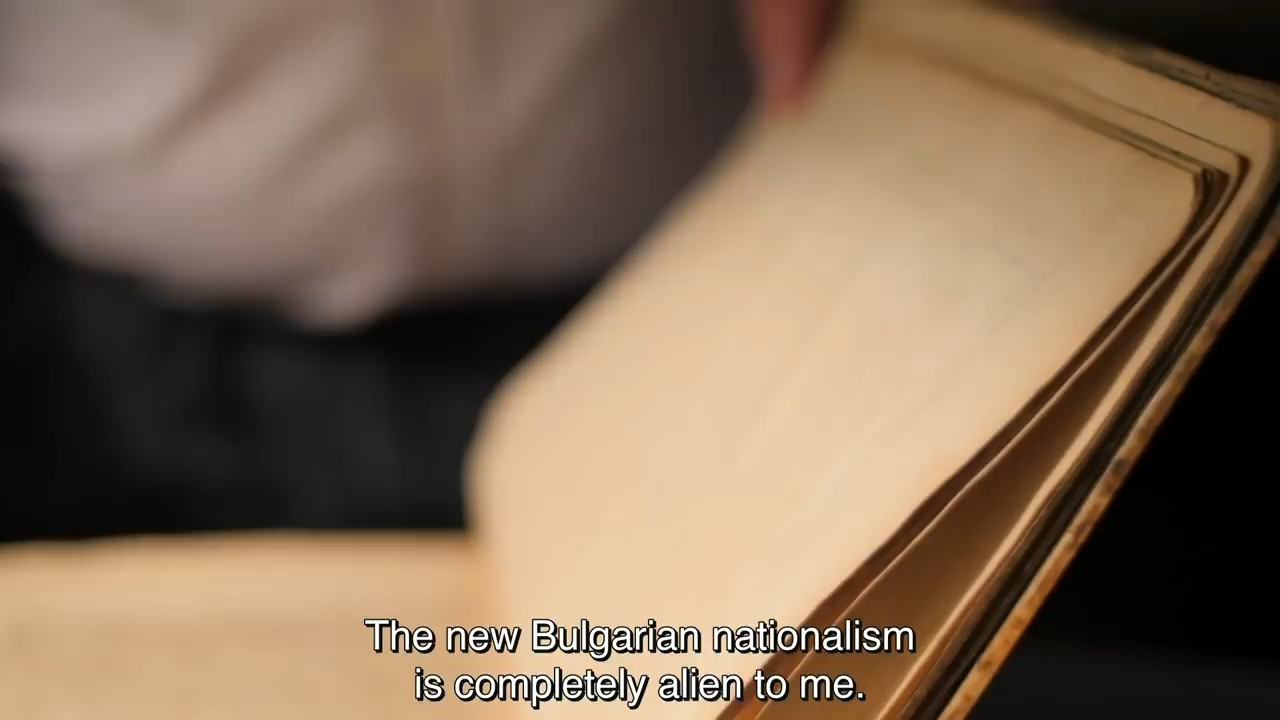 The new Bulgarian nationalism
is completely alien to me.